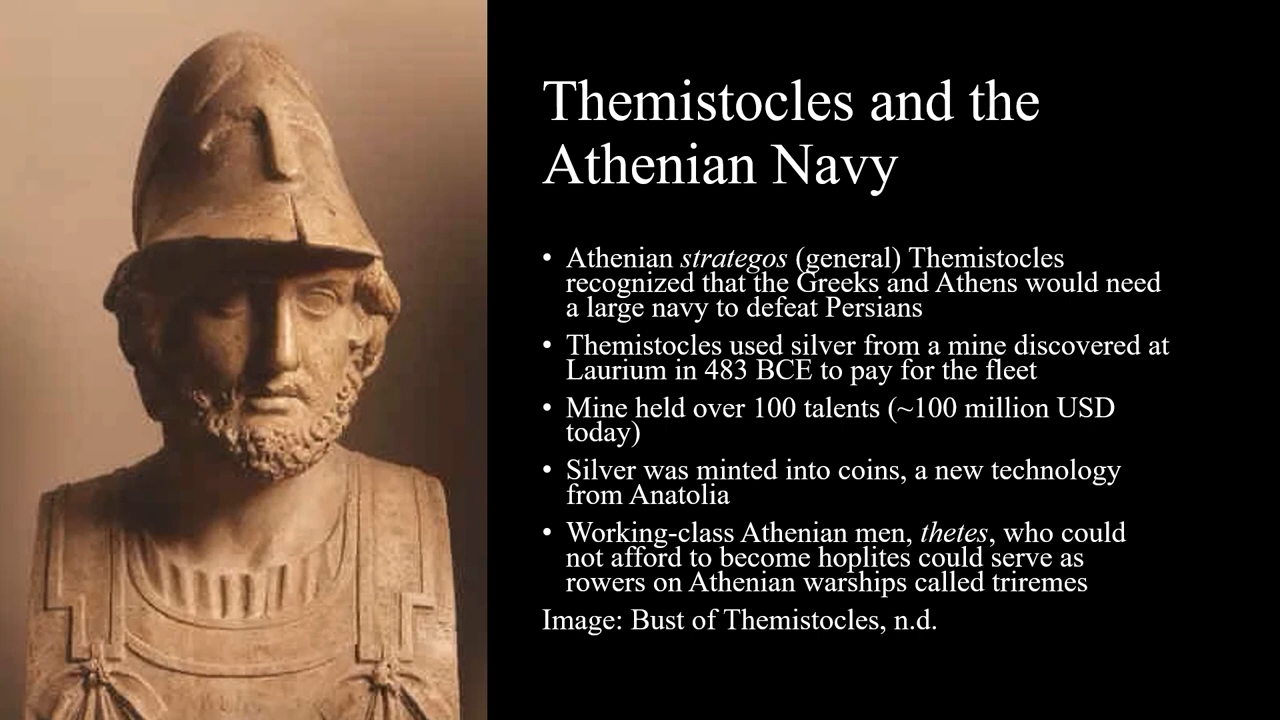 Themistocles and the
Athenian Navy
• Athenian strategos (general) Themistocles
recognized that the Greeks and Athens would need
a large navy to defeat Persians
• Themistocles used silver from a mine discovered at
Laurium in 483 BCE to pay for the fleet
• Mine held over 100 talents (~100 million USD
today)
• Silver was minted into coins, a new technology
from Anatolia
• Working-class Athenian men, thetes, who could
not afford to become hoplites could serve as
rowers on Athenian warships called triremes
Image: Bust of Themistocles, n.d.